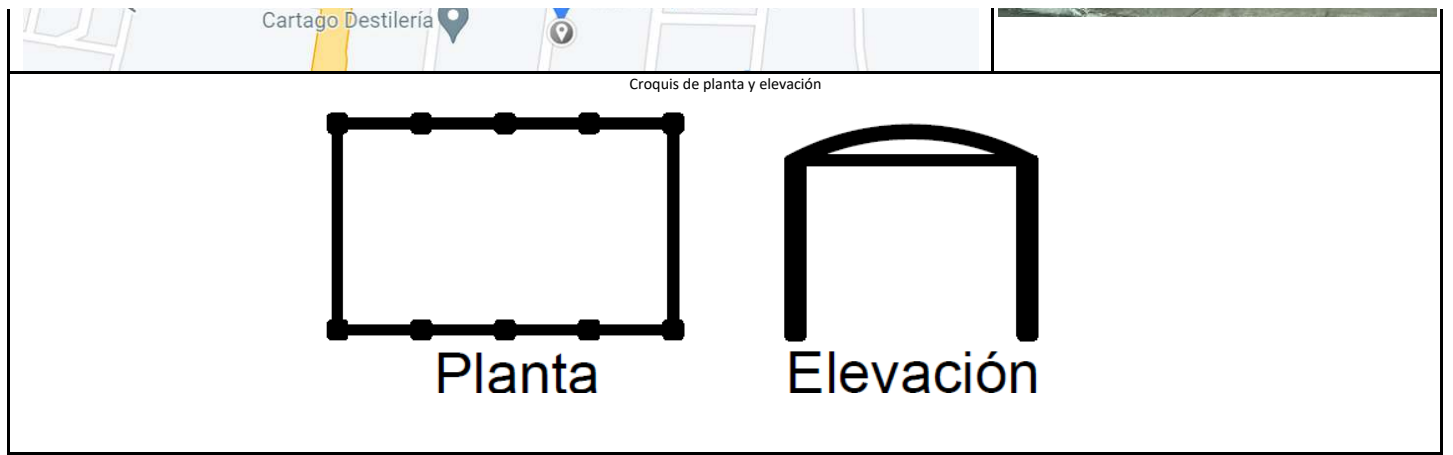 Cartago Destilería
Croquis de planta y elevación
Planta
Elevación